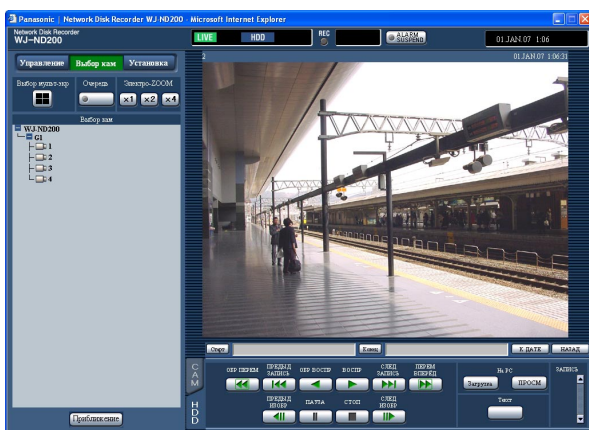 Panasonic | Network Disk Recorder WJ-ND200 - Microsoft Internet Explorer
Network Disk Recorder
WJ-ND200
LIVE HDD REC ALARM SUSPEND 01.JAN.07 1:06
Управление Выбор кам Установка
01.JAN.07 1:06:31
Выбор мульт-экр Очередь Электро-ZOOM
x1 x2 x4
Выбор кам
WJ-ND200
G1
1
2
3
4
Старт Конец К ДАТЕ НАЗАД
CAM
HDD
ОБР ПЕРЕМ ПРЕДЫД ЗАПИСЬ ОБР ВОСПР ВОСПР СЛЕД ЗАПИСЬ ПЕРЕМ ВПЕРЁД
На PC
ЗАПИСЬ
Загрузка ПРОСМ
ПРЕДЫД ИЗОБР ПАУЗА СТОП СЛЕД ИЗОБР
Текст
Приближение